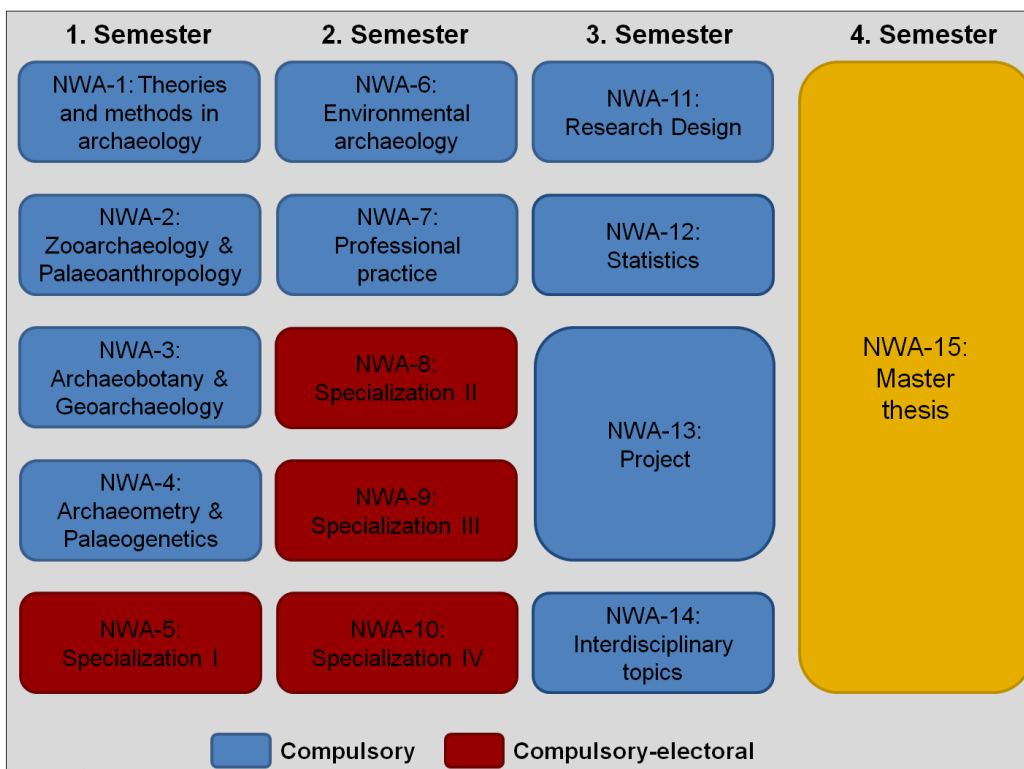 1. Semester
NWA-1: Theories
and methods in
archaeology
NWA-2:
Zooarchaeology &
Palaeoanthropology
NWA-3:
Archaeobotany &
Geoarchaeology
NWA-4:
Archaeometry &
Palaeogenetics
NWA-5:
Specialization I
2. Semester
NWA-6:
Environmental
archaeology
NWA-7:
Professional
practice
NWA-8:
Specialization II
NWA-9:
Specialization III
NWA-10:
Specialization IV
3. Semester
NWA-11:
Research Design
NWA-12:
Statistics
NWA-13:
Project
NWA-14:
Interdisciplinary
topics
4. Semester
NWA-15:
Master
thesis
Compulsory
Compulsory-electoral